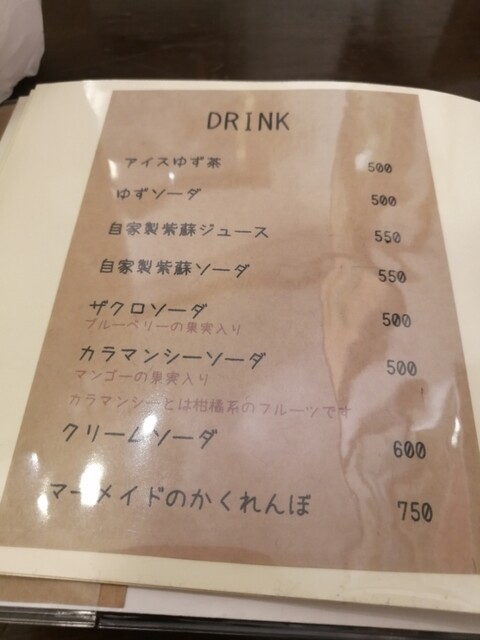 DRINK
アイスゆず茶 500
ゆずソーダ 500
自家製紫蘇ジュース 550
自家製紫蘇ソーダ 550
ザクロソーダ 500
ブルーベリーの果実入り
カラマンシーソーダ 500
マンゴーの果実入り
カラマンシーとは柑橘系のフルーツです
クリームソーダ 600
マーメイドのかくれんぼ 750